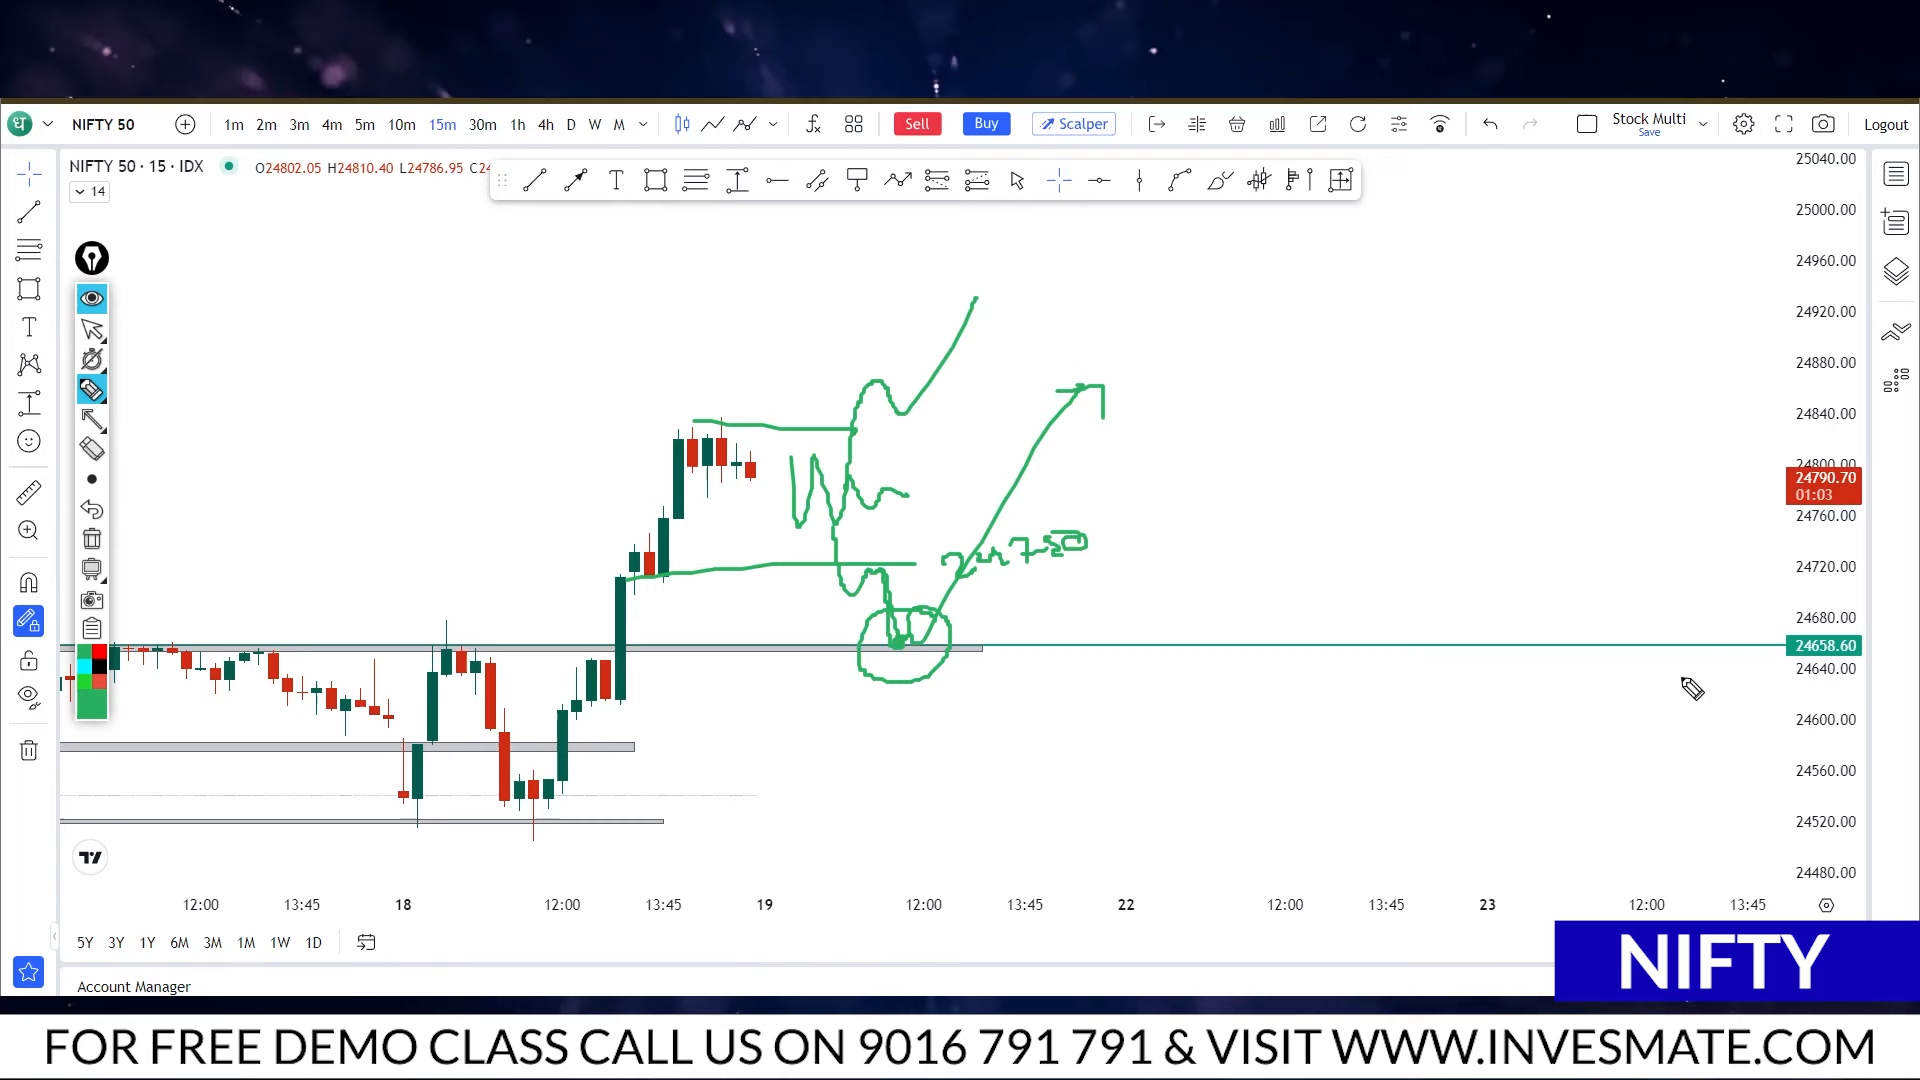 धा NIFTY 50 1m 2m 3m 4m 5m 10m 15m 30m 1h 4h D W M Sell Buy Scalper Stock Multi Save Logout
NIFTY 50 · 15 · IDX O24802.05 H24810.40 L24786.95 C24
14
25040.00
25000.00
24960.00
24920.00
24880.00
24840.00
24800.00
24790.70
01:03
24760.00
24750
24720.00
24680.00
24658.60
24640.00
24600.00
24560.00
24520.00
24480.00
12:00 13:45 18 12:00 13:45 19 12:00 13:45 22 12:00 13:45 23 12:00 13:45
5Y 3Y 1Y 6M 3M 1M 1W 1D
Account Manager
NIFTY
FOR FREE DEMO CLASS CALL US ON 9016 791 791 & VISIT WWW.INVESMATE.COM